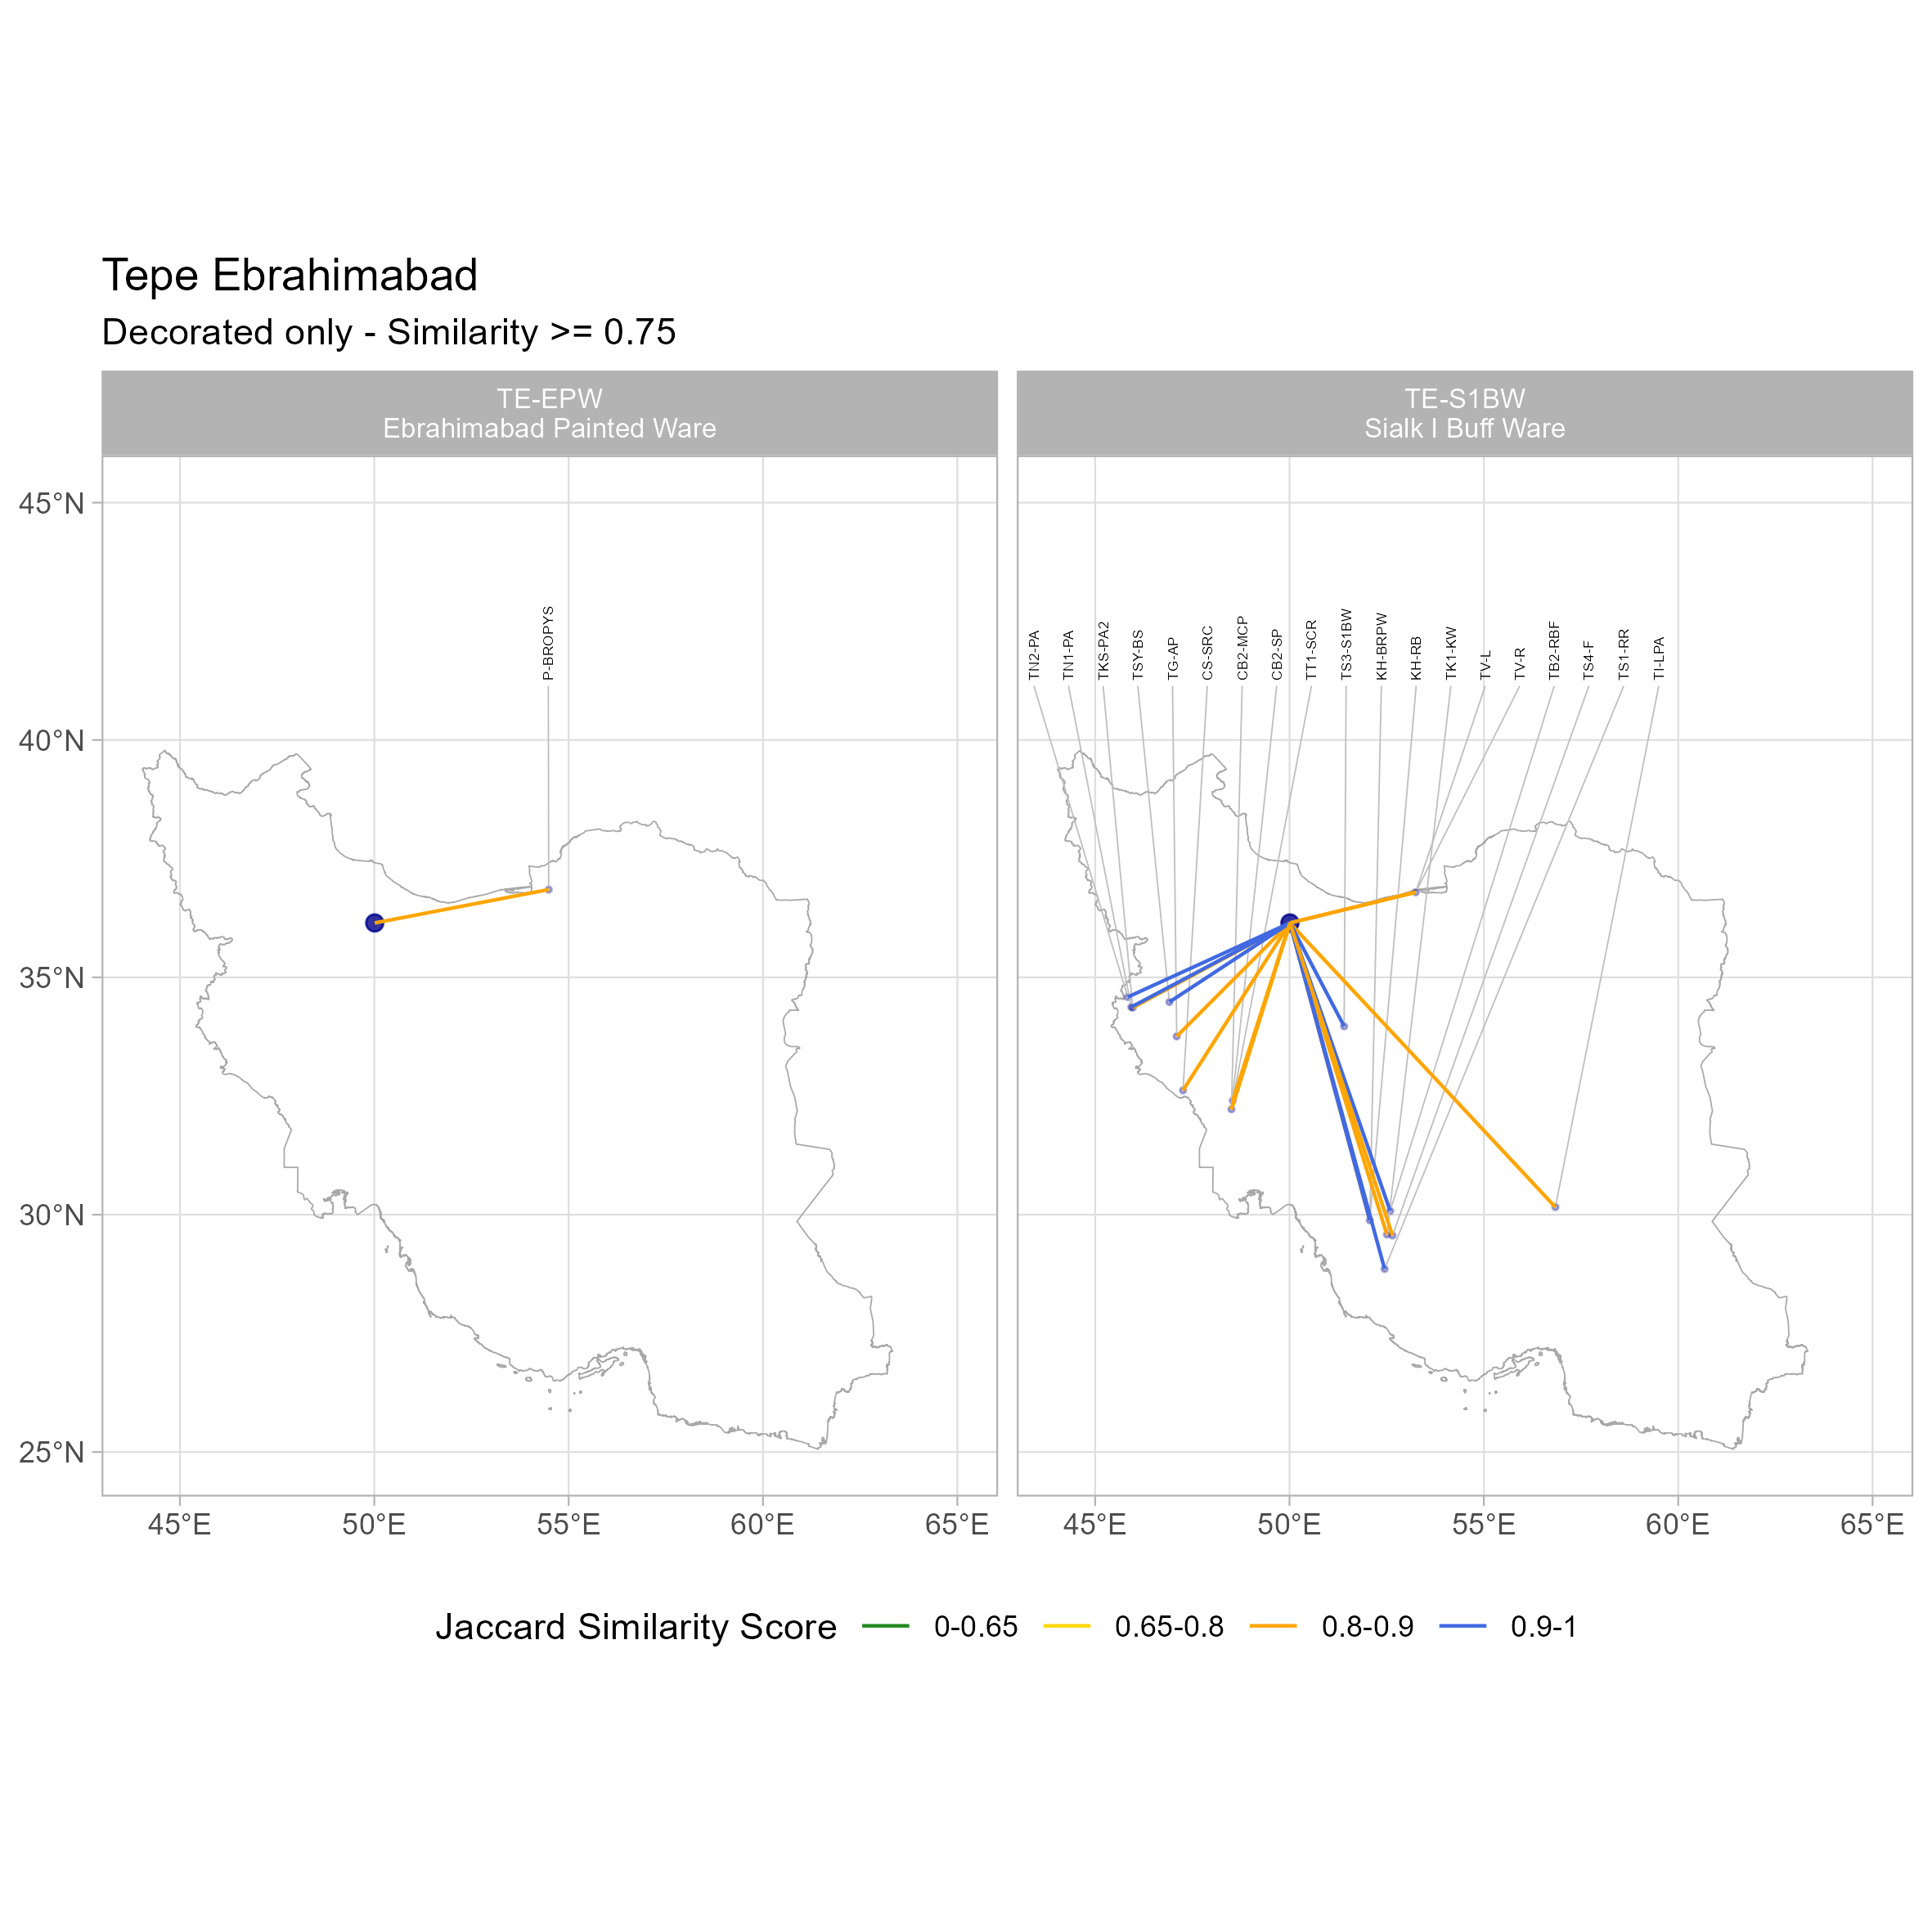 Tepe Ebrahimabad
Decorated only - Similarity >= 0.75
TE-EPW
Ebrahimabad Painted Ware
TE-S1BW
Sialk I Buff Ware
P-BROPYS
TN2-PA
TN1-PA
TKS-PA2
TSY-BS
TG-AP
CS-SRC
CB2-MCP
CB2-SP
TT1-SCR
TS3-S1BW
KH-BRPW
KH-RB
TK1-KW
TV-L
TV-R
TB2-RBF
TS4-F
TS1-RR
TI-LPA
45°N
40°N
35°N
30°N
25°N
45°E
50°E
55°E
60°E
65°E
45°E
50°E
55°E
60°E
65°E
Jaccard Similarity Score 0-0.65 0.65-0.8 0.8-0.9 0.9-1